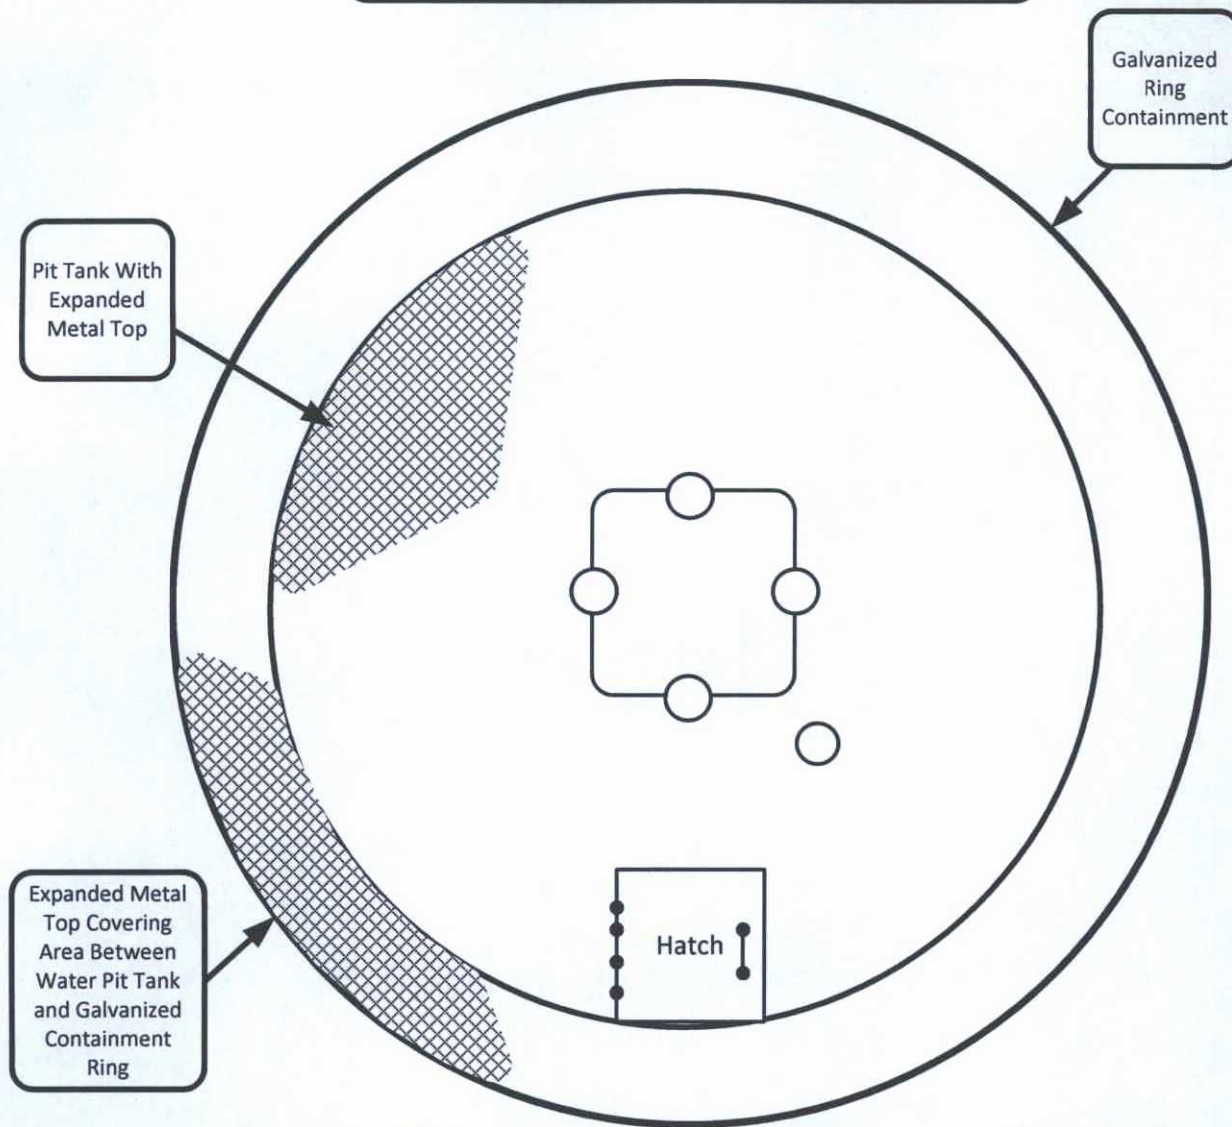 Galvanized
Ring
Containment
Pit Tank With
Expanded
Metal Top
Expanded Metal
Top Covering
Area Between
Water Pit Tank
and Galvanized
Containment
Ring
Hatch